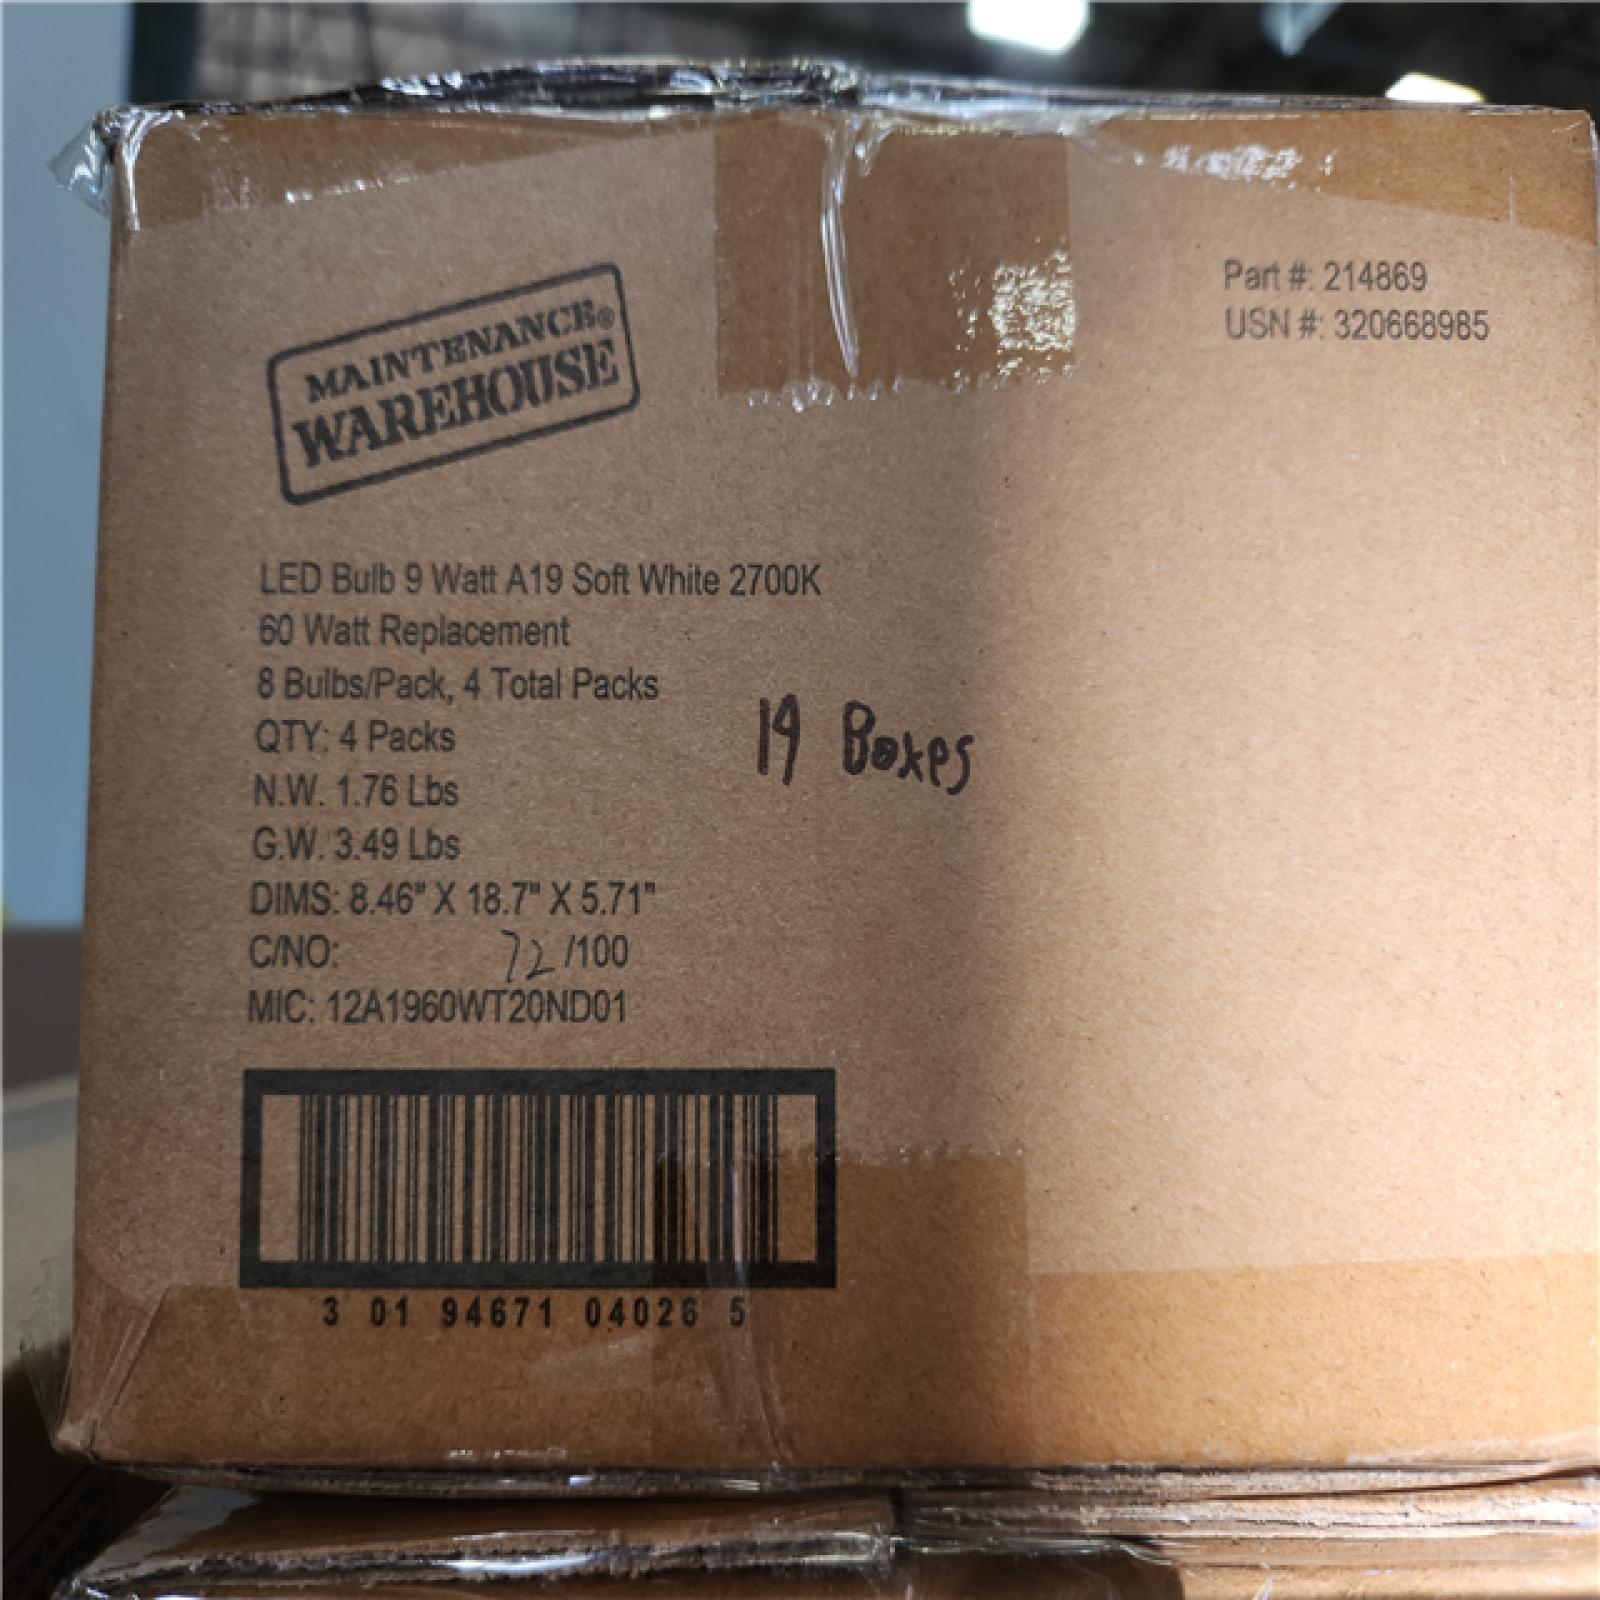 MAINTENANCE®
WAREHOUSE
Part #: 214869
USN #: 320668985
LED Bulb 9 Watt A19 Soft White 2700K
60 Watt Replacement
8 Bulbs/Pack, 4 Total Packs
QTY: 4 Packs
19 Boxes
N.W. 1.76 Lbs
G.W. 3.49 Lbs
DIMS: 8.46" X 18.7" X 5.71"
C/NO: 72 /100
MIC: 12A1960WT20ND01
3 01 94671 04026 5